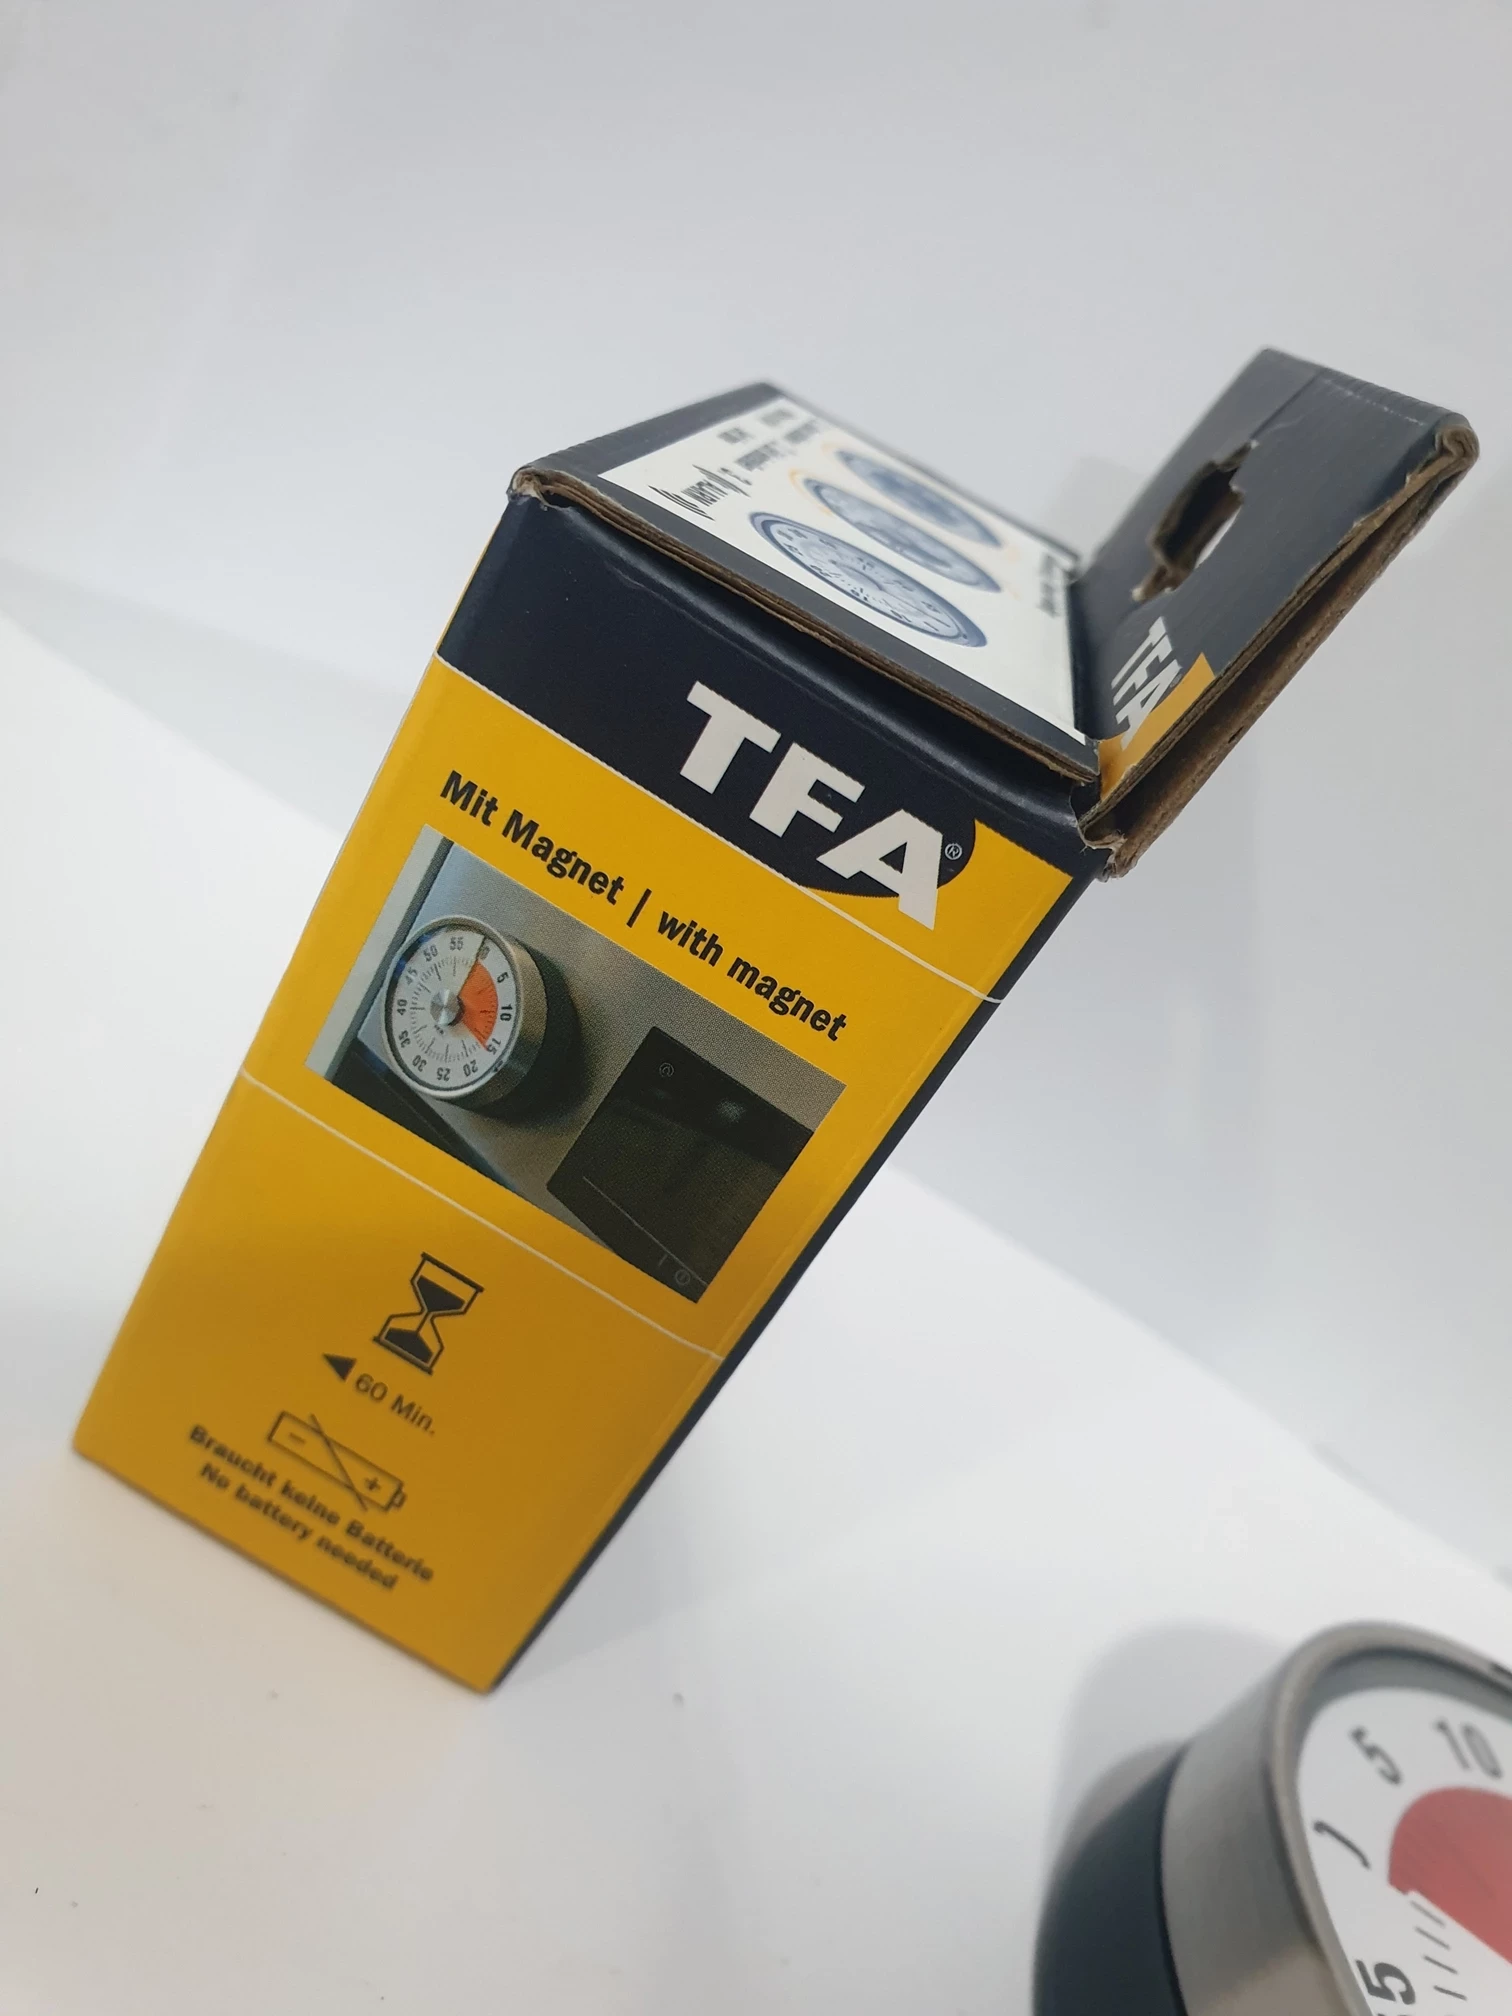 TFA®
TFA
Mit Magnet | with magnet
55 0 5 10 15 20 25 30 35 40 45 50
◀ 60 Min.
- +
Braucht keine Batterie
No battery needed
5 10